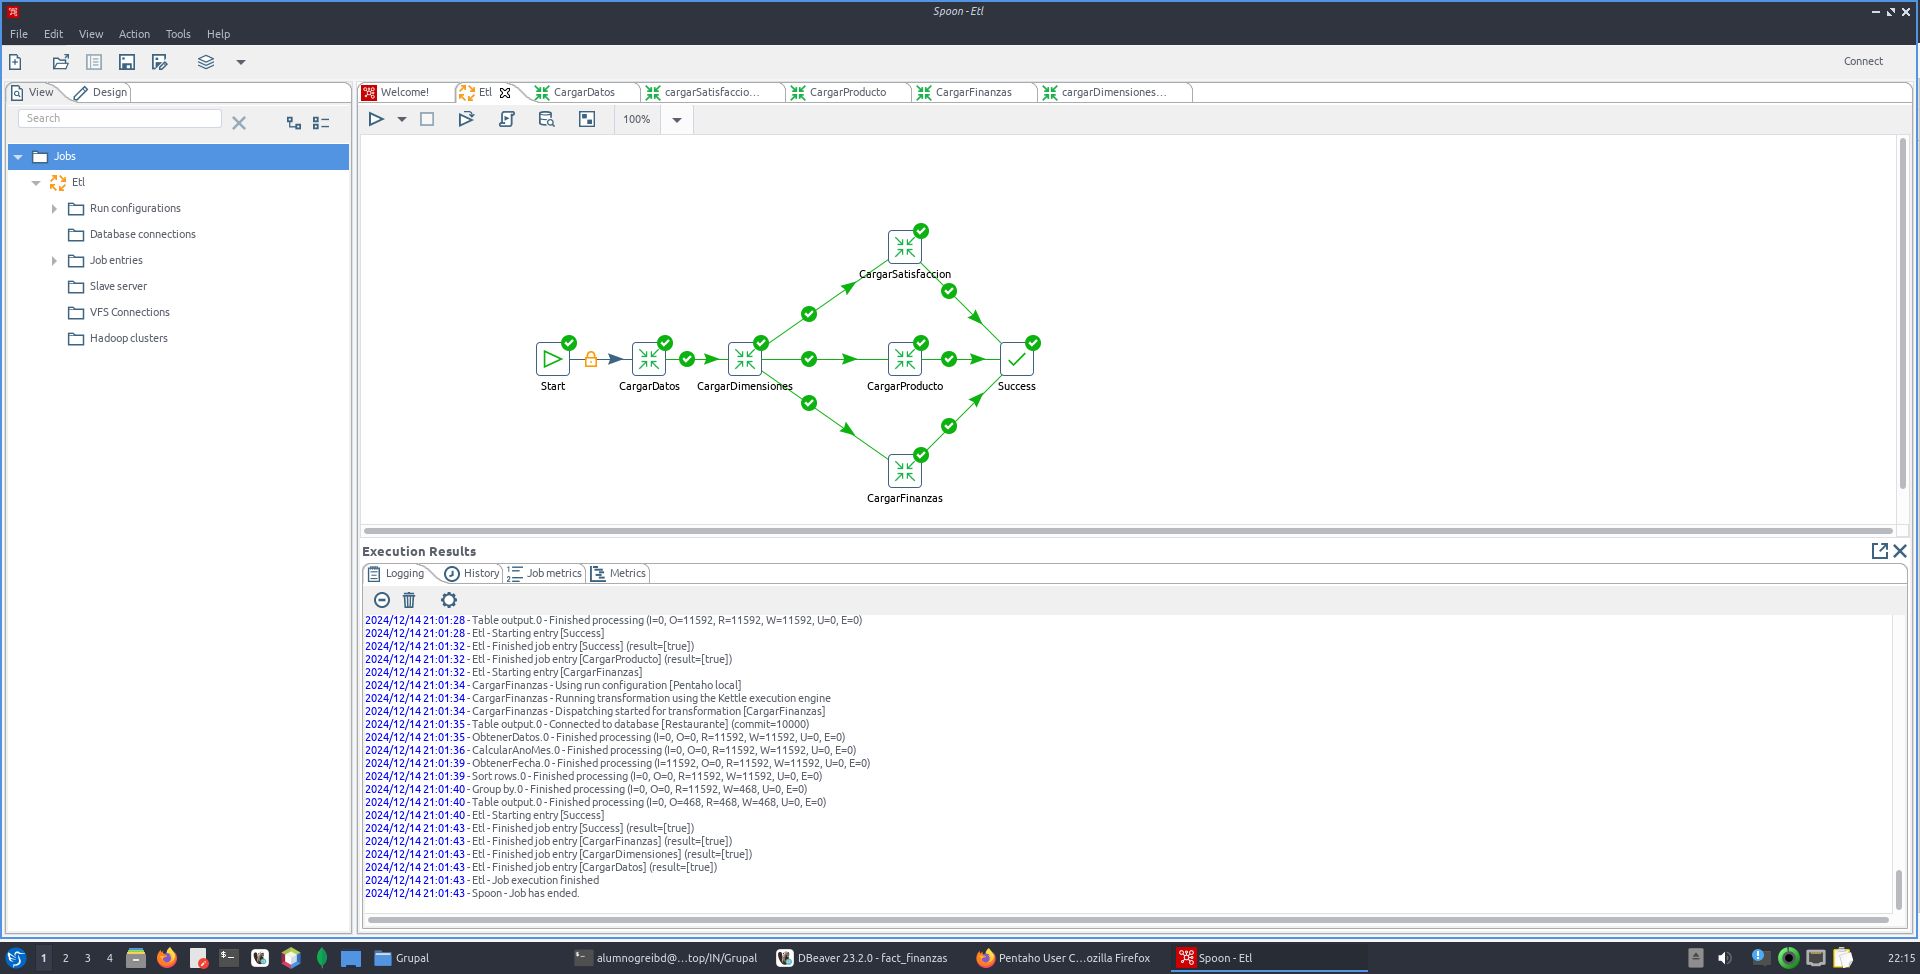 Spoon - Etl
File Edit View Action Tools Help
Connect
View Design
Welcome! Etl CargarDatos cargarSatisfaccio... CargarProducto CargarFinanzas cargarDimensiones...
Search
100%
Jobs
Etl
Run configurations
Database connections
Job entries
Slave server
VFS Connections
Hadoop clusters
CargarSatisfaccion
Start CargarDatos CargarDimensiones CargarProducto Success
CargarFinanzas
Execution Results
Logging History Job metrics Metrics
2024/12/14 21:01:28 - Table output.0 - Finished processing (I=0, O=11592, R=11592, W=11592, U=0, E=0)
2024/12/14 21:01:28 - Etl - Starting entry [Success]
2024/12/14 21:01:32 - Etl - Finished job entry [Success] (result=[true])
2024/12/14 21:01:32 - Etl - Finished job entry [CargarProducto] (result=[true])
2024/12/14 21:01:32 - Etl - Starting entry [CargarFinanzas]
2024/12/14 21:01:34 - CargarFinanzas - Using run configuration [Pentaho local]
2024/12/14 21:01:34 - CargarFinanzas - Running transformation using the Kettle execution engine
2024/12/14 21:01:34 - CargarFinanzas - Dispatching started for transformation [CargarFinanzas]
2024/12/14 21:01:35 - Table output.0 - Connected to database [Restaurante] (commit=10000)
2024/12/14 21:01:35 - ObtenerDatos.0 - Finished processing (I=0, O=0, R=11592, W=11592, U=0, E=0)
2024/12/14 21:01:36 - CalcularAnoMes.0 - Finished processing (I=0, O=0, R=11592, W=11592, U=0, E=0)
2024/12/14 21:01:39 - ObtenerFecha.0 - Finished processing (I=11592, O=0, R=11592, W=11592, U=0, E=0)
2024/12/14 21:01:39 - Sort rows.0 - Finished processing (I=0, O=0, R=11592, W=11592, U=0, E=0)
2024/12/14 21:01:40 - Group by.0 - Finished processing (I=0, O=0, R=11592, W=468, U=0, E=0)
2024/12/14 21:01:40 - Table output.0 - Finished processing (I=0, O=468, R=468, W=468, U=0, E=0)
2024/12/14 21:01:40 - Etl - Starting entry [Success]
2024/12/14 21:01:43 - Etl - Finished job entry [Success] (result=[true])
2024/12/14 21:01:43 - Etl - Finished job entry [CargarFinanzas] (result=[true])
2024/12/14 21:01:43 - Etl - Finished job entry [CargarDimensiones] (result=[true])
2024/12/14 21:01:43 - Etl - Finished job entry [CargarDatos] (result=[true])
2024/12/14 21:01:43 - Etl - Job execution finished
2024/12/14 21:01:43 - Spoon - Job has ended.
1 2 3 4 Grupal alumnogreibd@...top/IN/Grupal DBeaver 23.2.0 - fact_finanzas Pentaho User C...ozilla Firefox Spoon - Etl 22:15